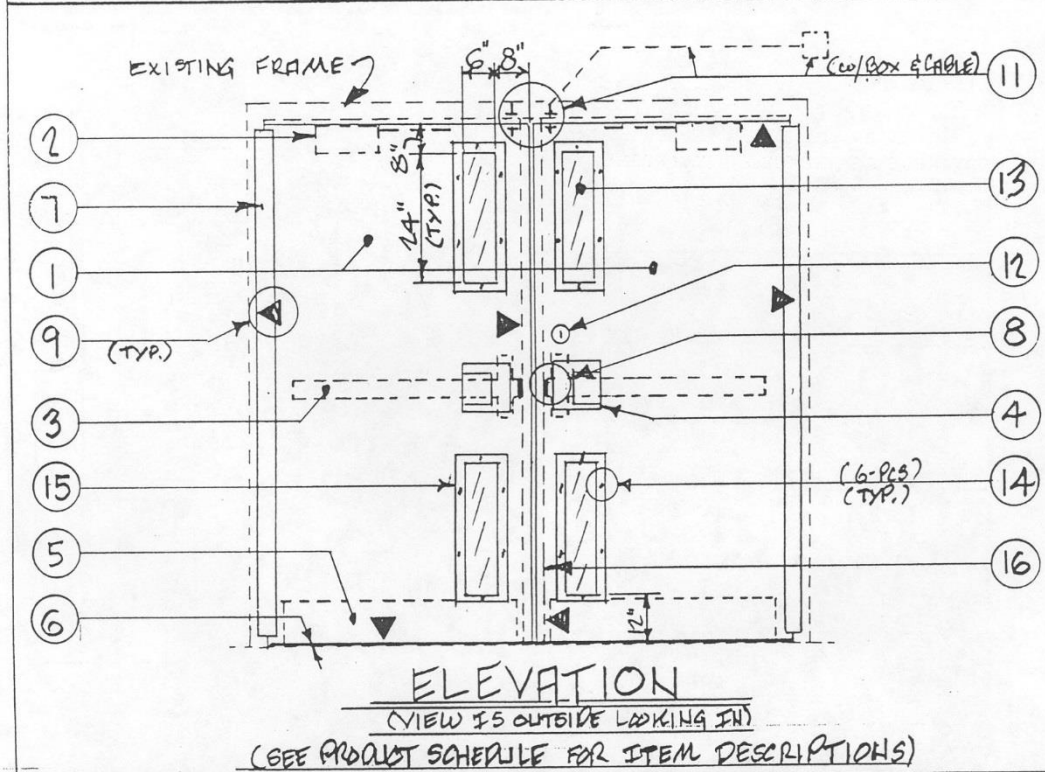 EXISTING FRAME
6" 8"
(W/BOX & CABLE)
11
2
8"
13
7
24"
(TYP.)
1
12
9
(TYP.)
8
3
4
15
(6-PCS)
(TYP.)
14
5
16
6
12"
ELEVATION
(VIEW IS OUTSIDE LOOKING IN)
(SEE PRODUCT SCHEDULE FOR ITEM DESCRIPTIONS)